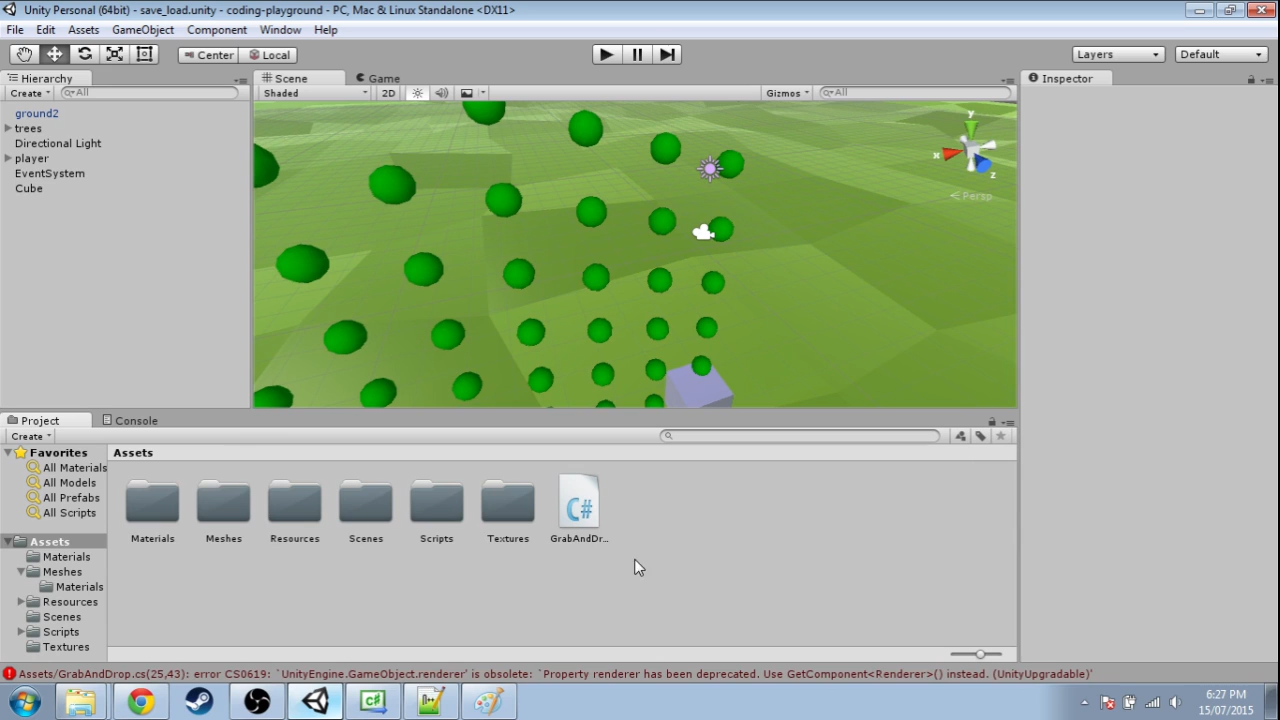 Unity Personal (64bit) - save_load.unity - coding-playground - PC, Mac & Linux Standalone <DX11>
File Edit Assets GameObject Component Window Help
Center Local Layers Default
Hierarchy Scene Game Inspector
Create All Shaded 2D Gizmos All
ground2
trees
Directional Light
player
EventSystem
Cube
y
x
z
Persp
Project Console
Create
Favorites
All Materials
All Models
All Prefabs
All Scripts
Assets
Materials
Meshes
Materials
Resources
Scenes
Scripts
Textures
Assets
Materials Meshes Resources Scenes Scripts Textures GrabAndDr...
C#
Assets/GrabAndDrop.cs(25,43): error CS0619: `UnityEngine.GameObject.renderer' is obsolete: `Property renderer has been deprecated. Use GetComponent<Renderer>() instead. (UnityUpgradable)'
C#
6:27 PM
15/07/2015